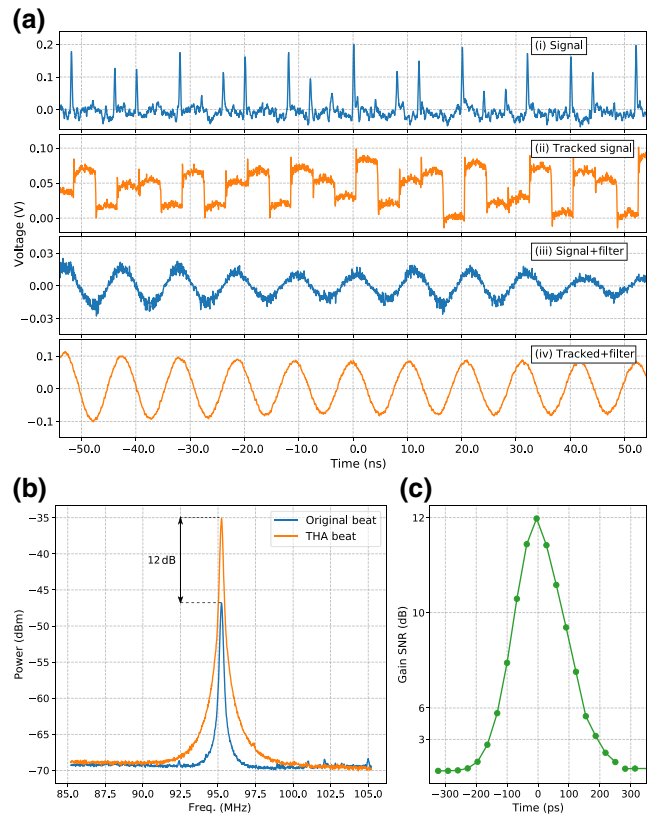 (a)
0.2
0.1
0.0
(i) Signal
0.10
0.05
0.00
(ii) Tracked signal
Voltage (V)
0.03
0.00
−0.03
(iii) Signal+filter
0.1
0.0
−0.1
(iv) Tracked+filter
−50.0 −40.0 −30.0 −20.0 −10.0 0.0 10.0 20.0 30.0 40.0 50.0
Time (ns)
(b)
−35
−40
−45
−50
−55
−60
−65
−70
Power (dBm)
12 dB
Original beat
THA beat
85.0 87.5 90.0 92.5 95.0 97.5 100.0 102.5 105.0
Freq. (MHz)
(c)
12
10
6
3
Gain SNR (dB)
−300 −200 −100 0 100 200 300
Time (ps)